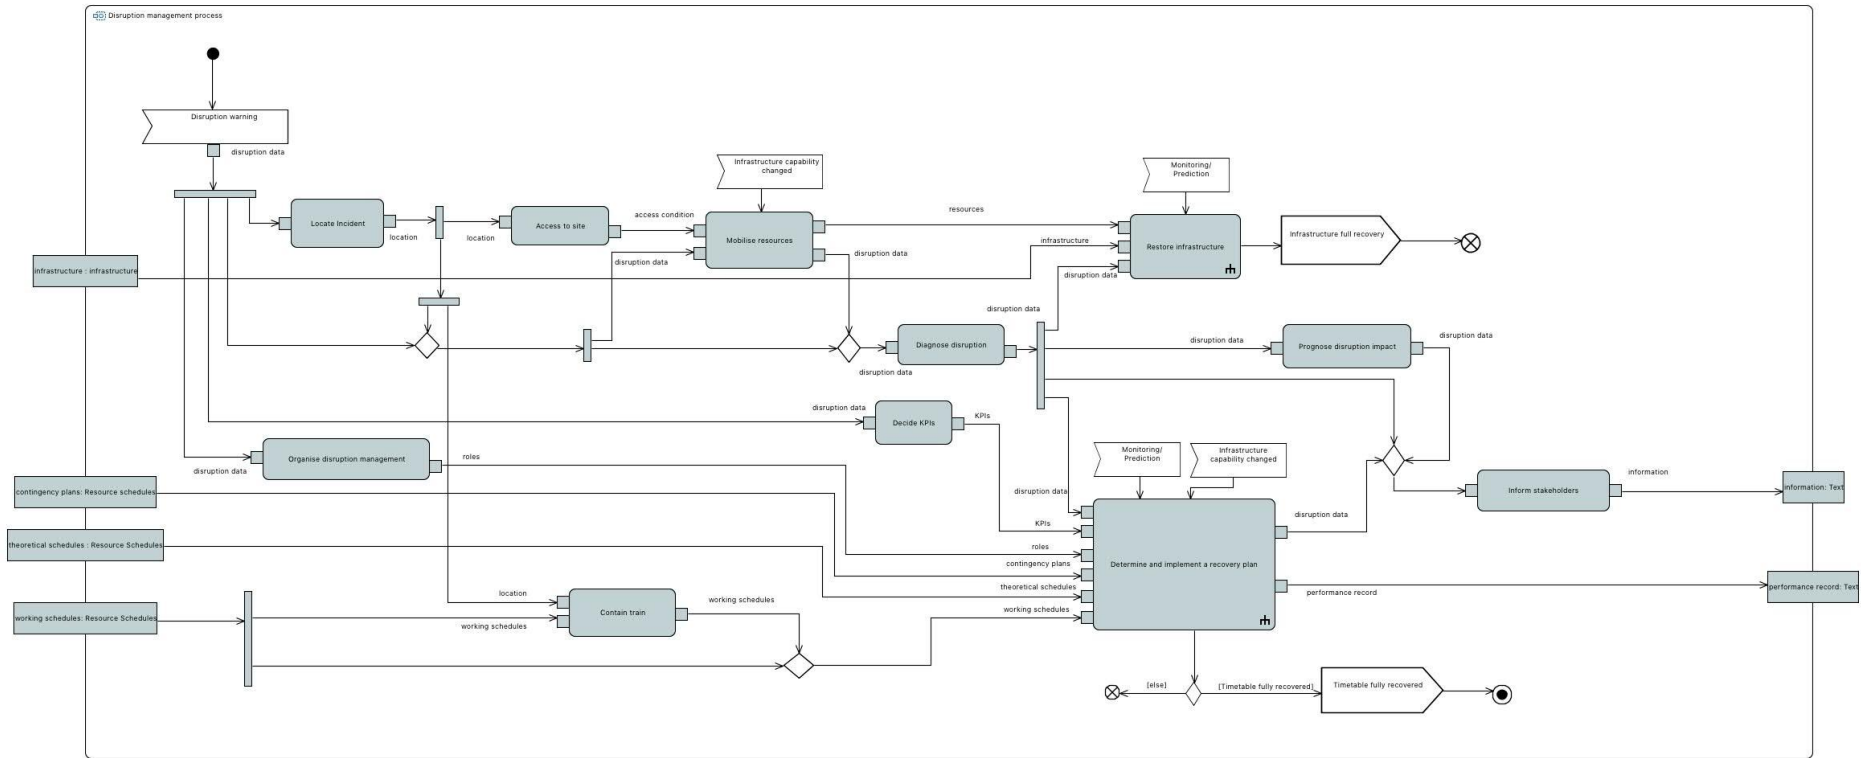 Disruption management process
Disruption warning
disruption data
Infrastructure capability
changed
Monitoring/
Prediction
Locate Incident
location
location
Access to site
access condition
disruption data
Mobilise resources
resources
disruption data
infrastructure
disruption data
Restore infrastructure
Infrastructure full recovery
infrastructure : infrastructure
disruption data
Diagnose disruption
disruption data
disruption data
Prognose disruption impact
disruption data
disruption data
Decide KPIs
KPIs
disruption data
Organise disruption management
roles
Monitoring/
Prediction
Infrastructure
capability changed
contingency plans: Resource schedules
theoretical schedules : Resource Schedules
working schedules: Resource Schedules
disruption data
KPIs
roles
contingency plans
theoretical schedules
working schedules
Determine and implement a recovery plan
disruption data
performance record
Inform stakeholders
information
information: Text
performance record: Text
location
working schedules
Contain train
working schedules
[else]
[Timetable fully recovered]
Timetable fully recovered